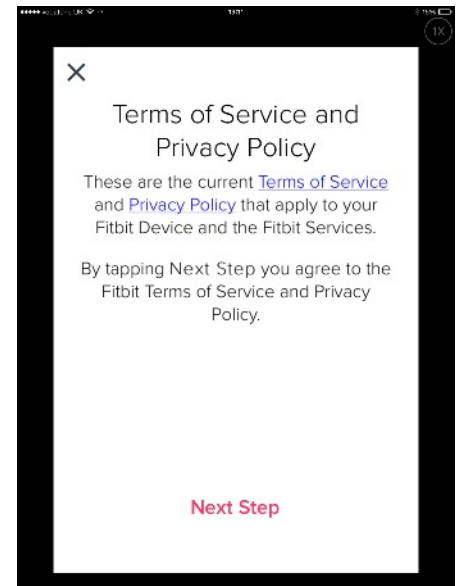 1X
Terms of Service and
Privacy Policy
These are the current Terms of Service
and Privacy Policy that apply to your
Fitbit Device and the Fitbit Services.
By tapping Next Step you agree to the
Fitbit Terms of Service and Privacy
Policy.
Next Step